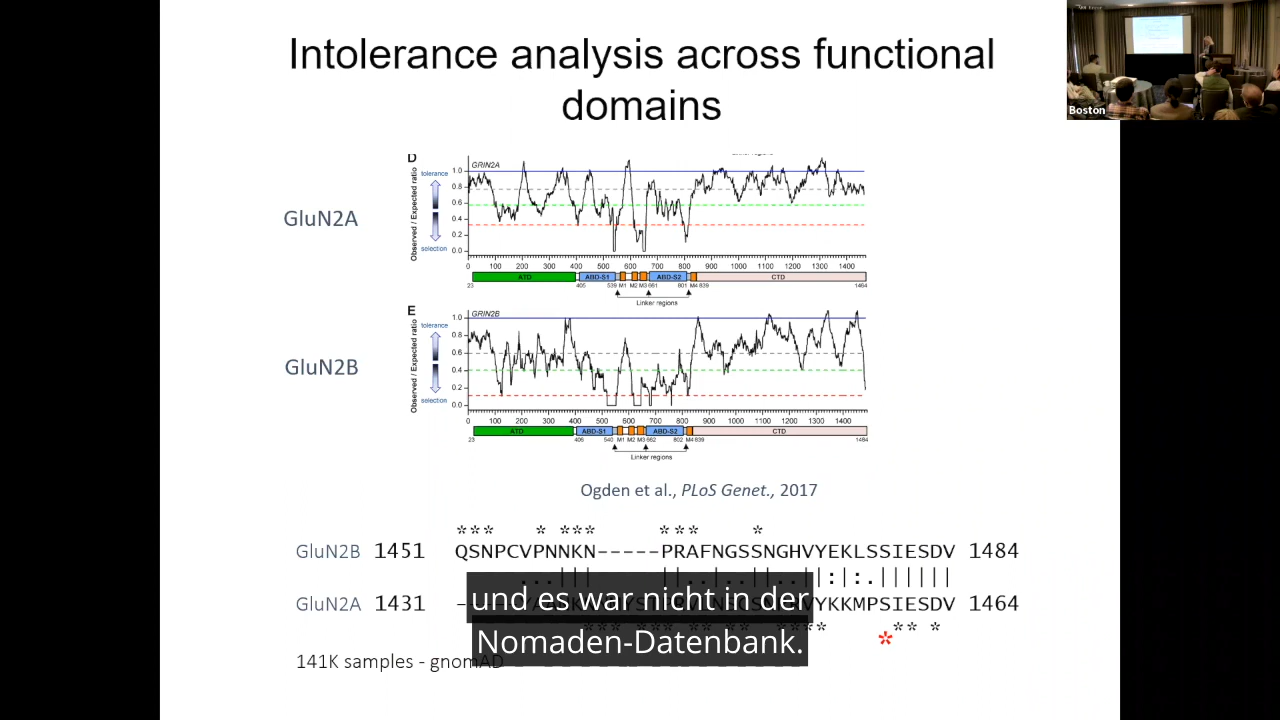 Intolerance analysis across functional
domains
Boston
GluN2A
D
GRIN2A
Observed / Expected ratio
tolerance
selection
1.0
0.8
0.6
0.4
0.2
0.0
0 100 200 300 400 500 600 700 800 900 1000 1100 1200 1300 1400
ATD ABD-S1 ABD-S2 CTD
23 405 539 M1 M2 M3 661 801 M4 839 1464
Linker regions
GluN2B
E
GRIN2B
Observed / Expected ratio
tolerance
selection
1.0
0.8
0.6
0.4
0.2
0.0
0 100 200 300 400 500 600 700 800 900 1000 1100 1200 1300 1400
ATD ABD-S1 ABD-S2 CTD
23 406 540 M1 M2 M3 662 802 M4 839 1484
Linker regions
Ogden et al., PLoS Genet., 2017
*** * *** *** *
GluN2B 1451 QSNPCVPNNKN-----PRAFNGSSNGHVYEKLSSIESDV 1484
GluN2A 1431 YKKMPSIESDV 1464
und es war nicht in der
Nomaden-Datenbank.
141K samples - gnomAD